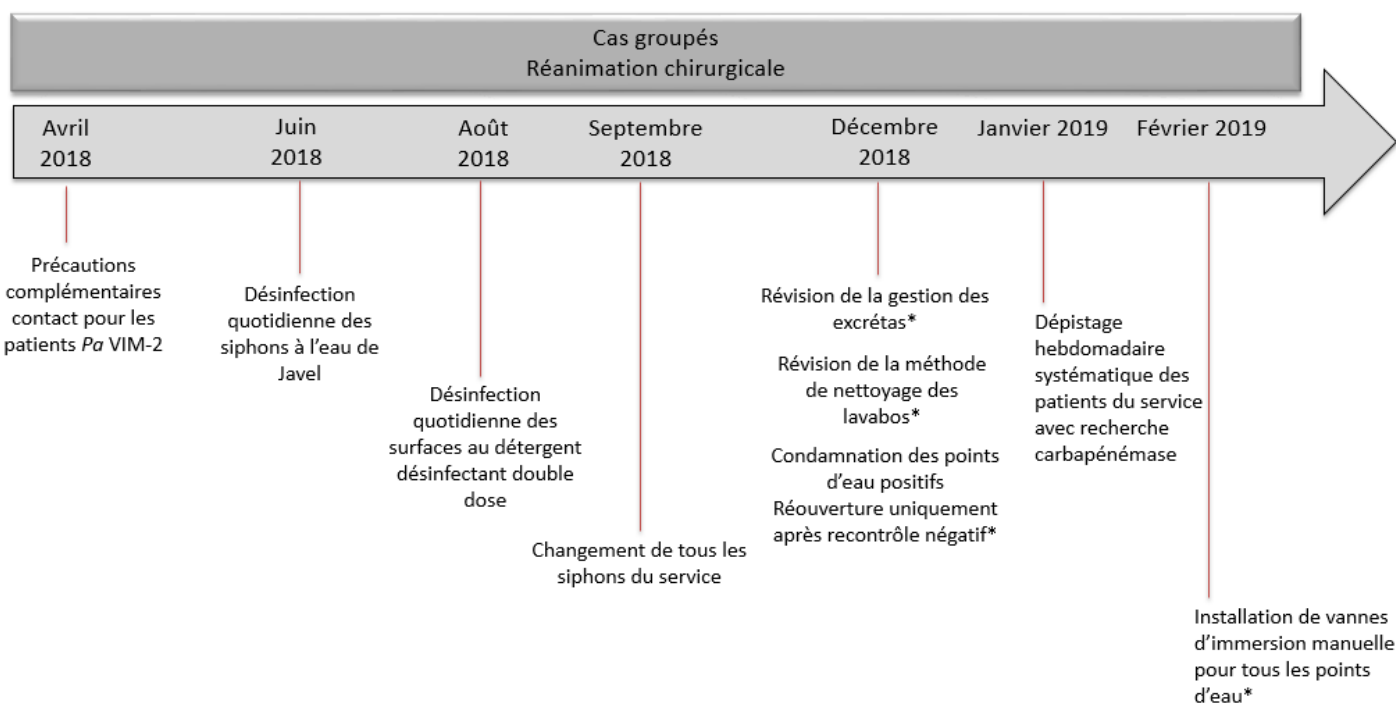 Cas groupés
Réanimation chirurgicale
Avril
2018
Juin
2018
Août
2018
Septembre
2018
Décembre
2018
Janvier 2019
Février 2019
Précautions
complémentaires
contact pour les
patients Pa VIM-2
Désinfection
quotidienne des
siphons à l'eau de
Javel
Désinfection
quotidienne des
surfaces au détergent
désinfectant double
dose
Changement de tous les
siphons du service
Révision de la gestion des
excrétas*
Révision de la méthode
de nettoyage des
lavabos*
Condamnation des points
d'eau positifs
Réouverture uniquement
après recontrôle négatif*
Dépistage
hebdomadaire
systématique des
patients du service
avec recherche
carbapénémase
Installation de vannes
d'immersion manuelle
pour tous les points
d'eau*